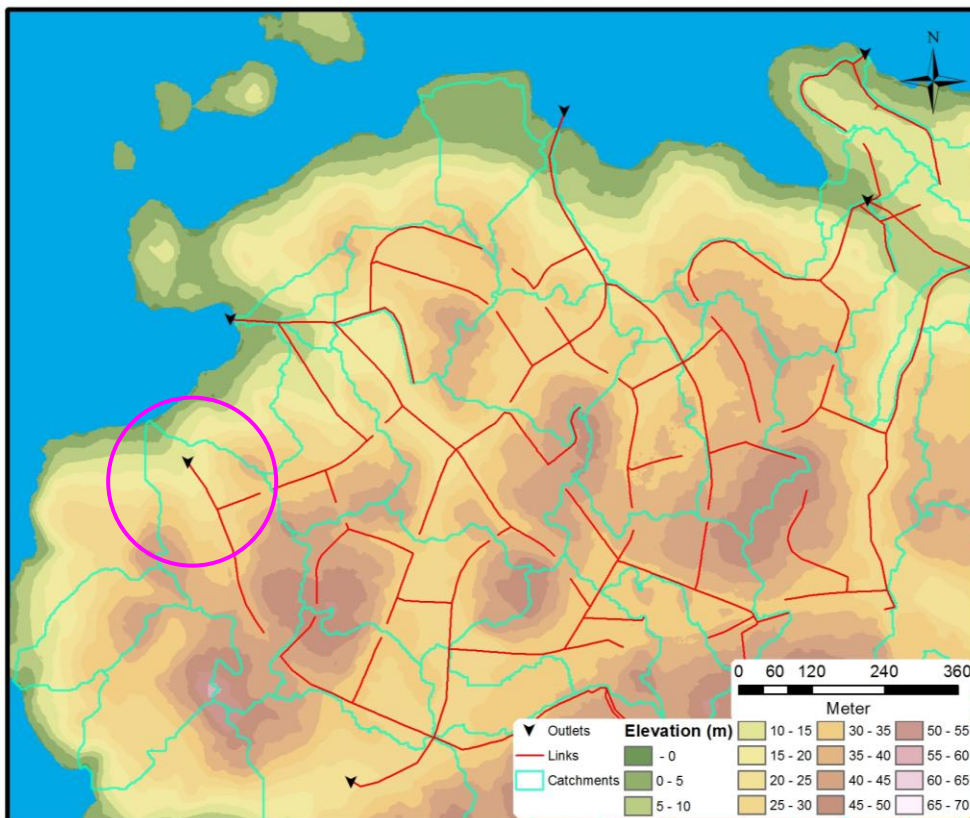 N
0 60 120 240 360
Meter
Outlets
Links
Catchments
Elevation (m)
- 0
0 - 5
5 - 10
10 - 15
15 - 20
20 - 25
25 - 30
30 - 35
35 - 40
40 - 45
45 - 50
50 - 55
55 - 60
60 - 65
65 - 70